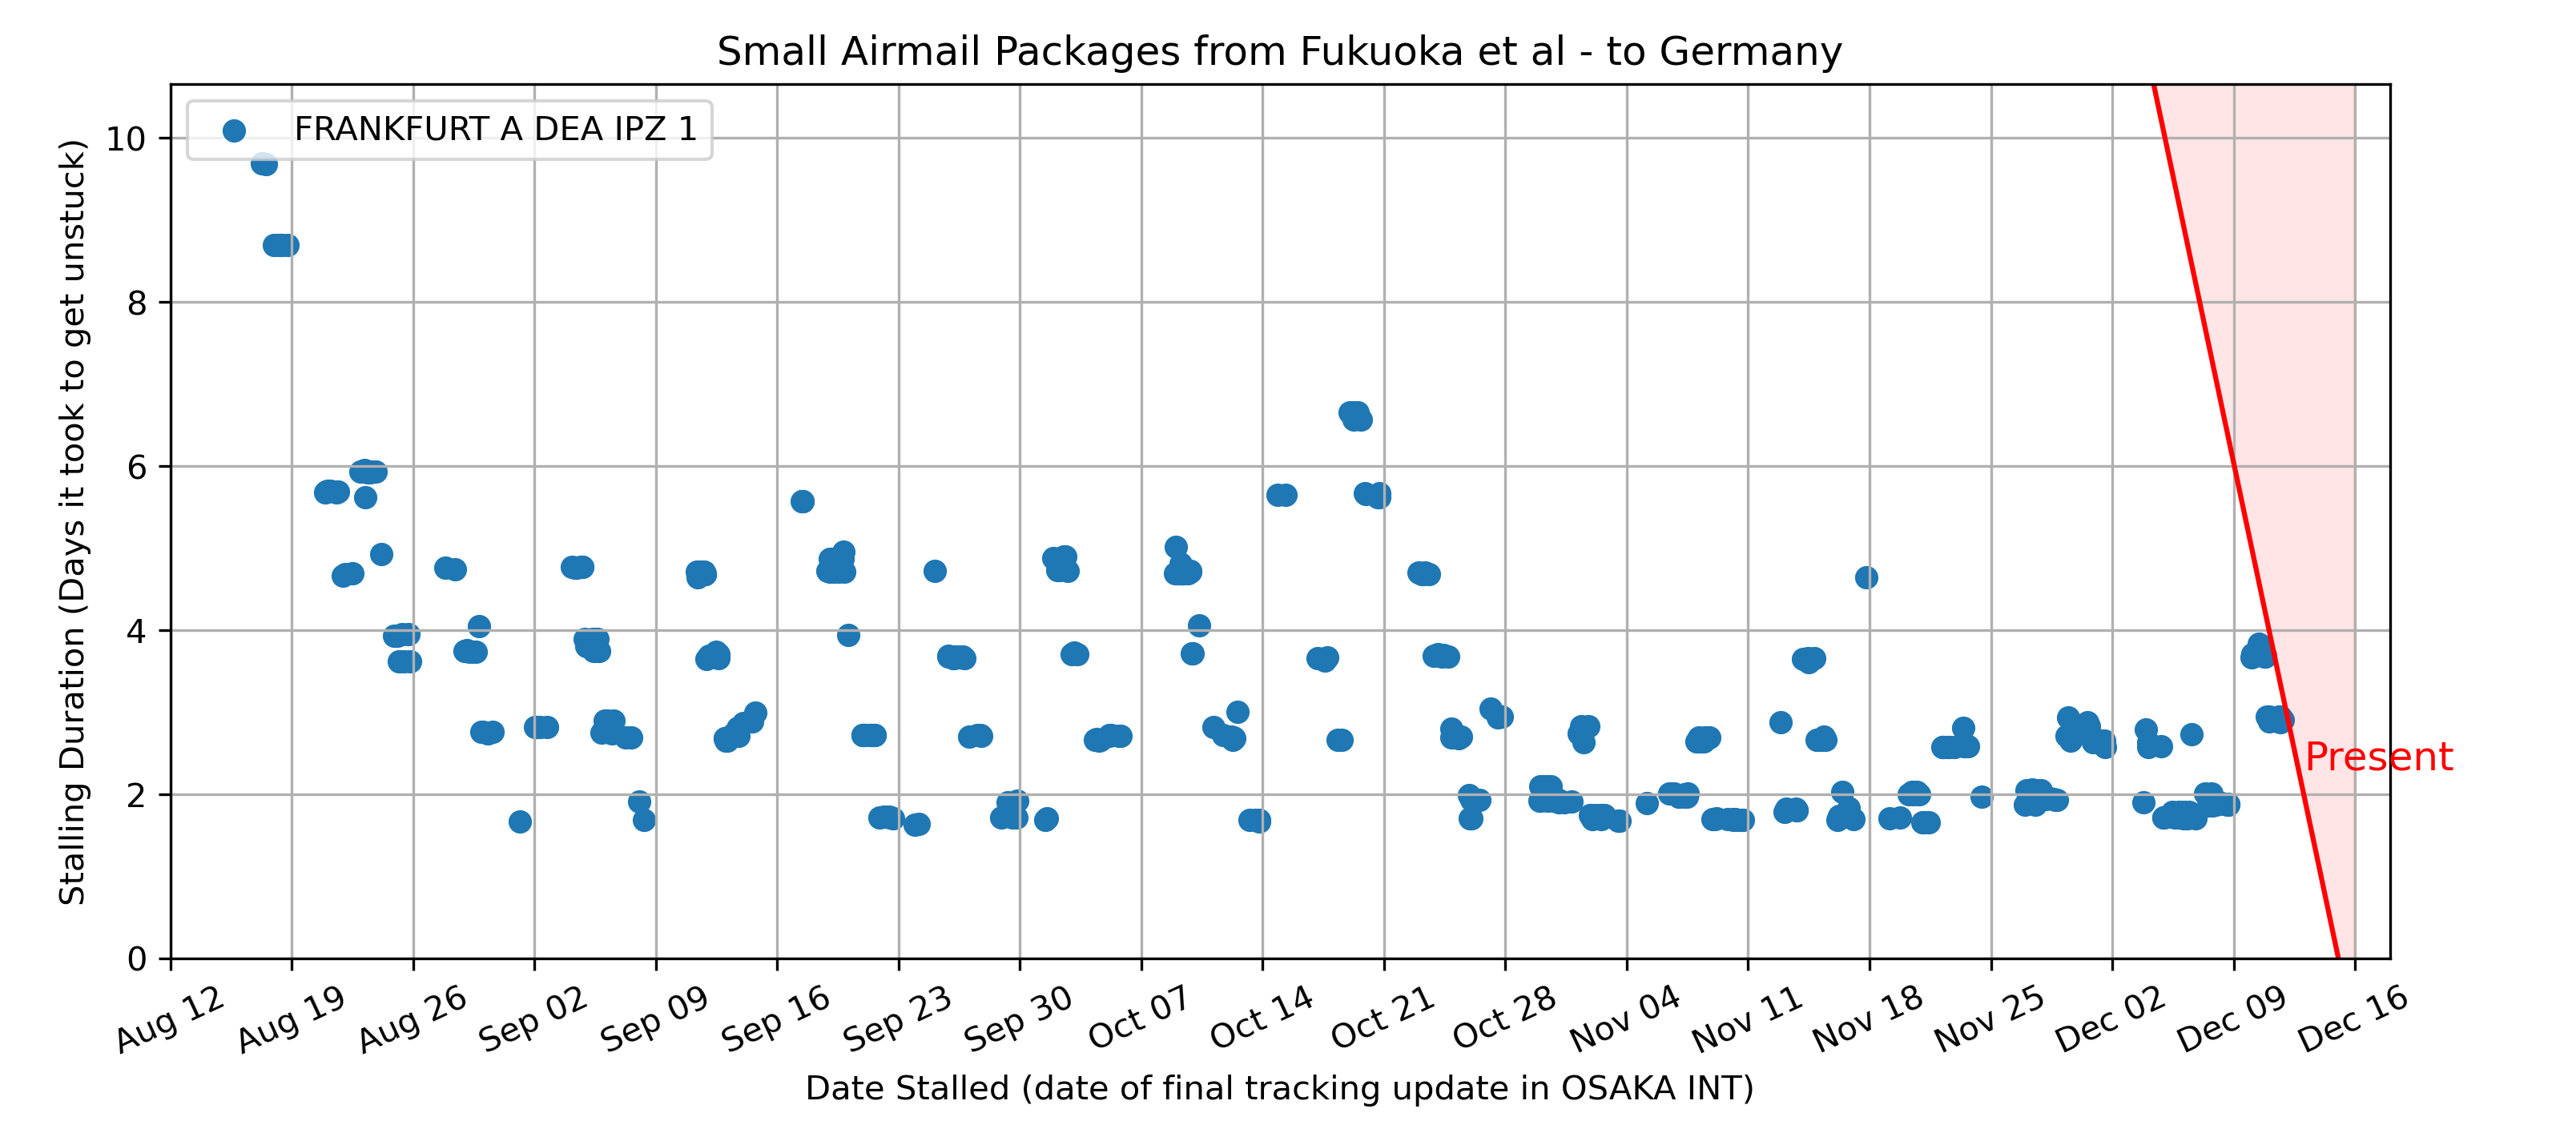 Small Airmail Packages from Fukuoka et al - to Germany
FRANKFURT A DEA IPZ 1
Stalling Duration (Days it took to get unstuck)
10
8
6
4
2
0
Present
Aug 12
Aug 19
Aug 26
Sep 02
Sep 09
Sep 16
Sep 23
Sep 30
Oct 07
Oct 14
Oct 21
Oct 28
Nov 04
Nov 11
Nov 18
Nov 25
Dec 02
Dec 09
Dec 16
Date Stalled (date of final tracking update in OSAKA INT)